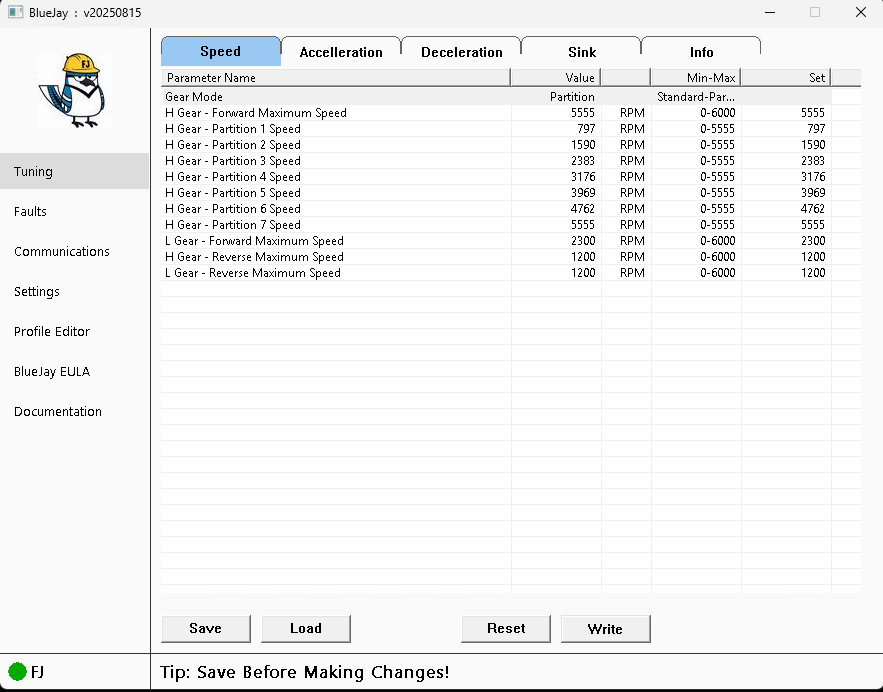 BlueJay : v20250815
FJ
Tuning
Faults
Communications
Settings
Profile Editor
BlueJay EULA
Documentation
Speed Accelleration Deceleration Sink Info
Parameter Name Value Min-Max Set
Gear Mode Partition Standard-Par...
H Gear - Forward Maximum Speed 5555 RPM 0-6000 5555
H Gear - Partition 1 Speed 797 RPM 0-5555 797
H Gear - Partition 2 Speed 1590 RPM 0-5555 1590
H Gear - Partition 3 Speed 2383 RPM 0-5555 2383
H Gear - Partition 4 Speed 3176 RPM 0-5555 3176
H Gear - Partition 5 Speed 3969 RPM 0-5555 3969
H Gear - Partition 6 Speed 4762 RPM 0-5555 4762
H Gear - Partition 7 Speed 5555 RPM 0-5555 5555
L Gear - Forward Maximum Speed 2300 RPM 0-6000 2300
H Gear - Reverse Maximum Speed 1200 RPM 0-6000 1200
L Gear - Reverse Maximum Speed 1200 RPM 0-6000 1200
Save Load Reset Write
FJ
Tip: Save Before Making Changes!